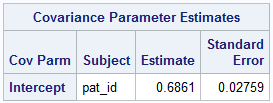 Covariance Parameter Estimates
Cov Parm Subject Estimate Standard Error
Intercept pat_id 0.6861 0.02759